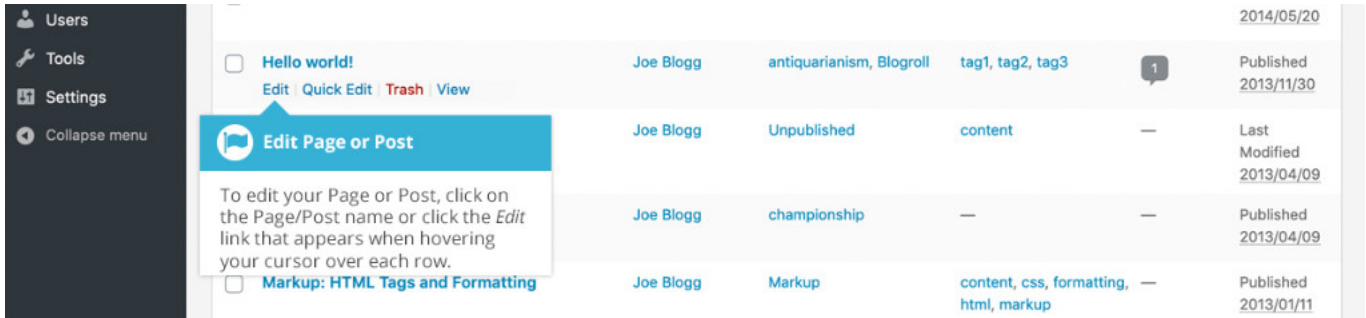 Users
Tools
Settings
Collapse menu
2014/05/20
Hello world! Joe Blogg antiquarianism, Blogroll tag1, tag2, tag3 1 Published
Edit | Quick Edit | Trash | View 2013/11/30
Edit Page or Post
To edit your Page or Post, click on
the Page/Post name or click the Edit
link that appears when hovering
your cursor over each row.
Joe Blogg Unpublished content — Last
Modified
2013/04/09
Joe Blogg championship — — Published
2013/04/09
Markup: HTML Tags and Formatting Joe Blogg Markup content, css, formatting, — Published
html, markup 2013/01/11